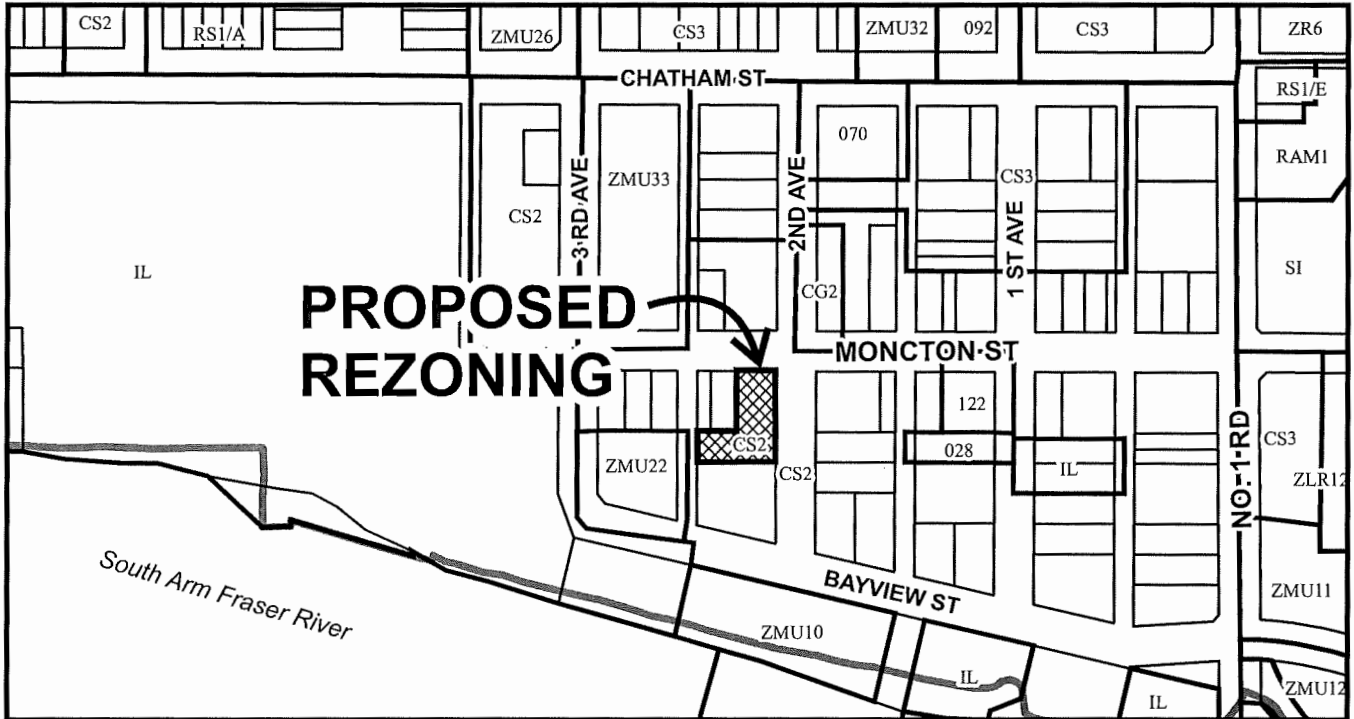 CS2
RS1/A
ZMU26
CS3
ZMU32
092
CS3
ZR6
CHATHAM ST
RS1/E
070
RAM1
3 RD AVE
ZMU33
2ND AVE
CS3
CS2
1 ST AVE
IL
SI
CG2
PROPOSED
REZONING
MONCTON ST
122
CS2
028
CS3
ZMU22
CS2
IL
NO. 1 RD
ZLR12
South Arm Fraser River
BAYVIEW ST
ZMU11
ZMU10
IL
IL
ZMU12